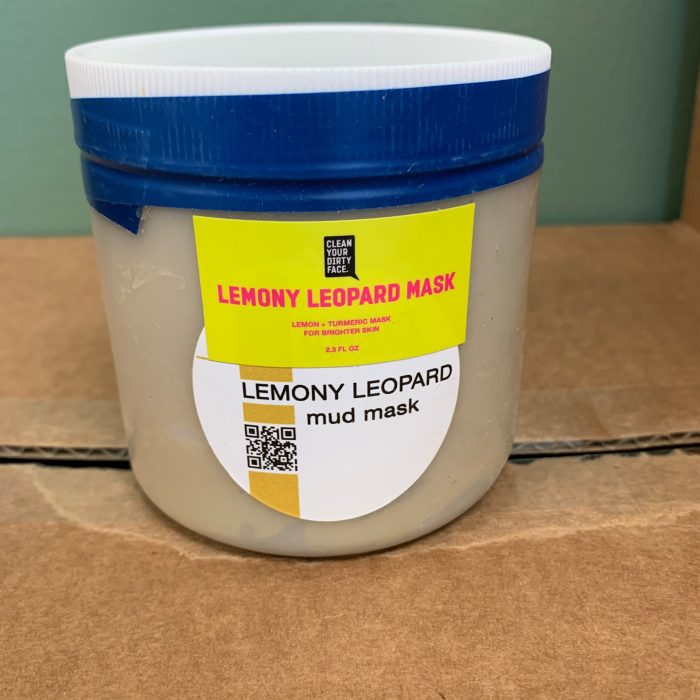 CLEAN
YOUR
DIRTY
FACE.
LEMONY LEOPARD MASK
LEMON + TURMERIC MASK
FOR BRIGHTER SKIN
2.3 FL OZ
LEMONY LEOPARD
mud mask